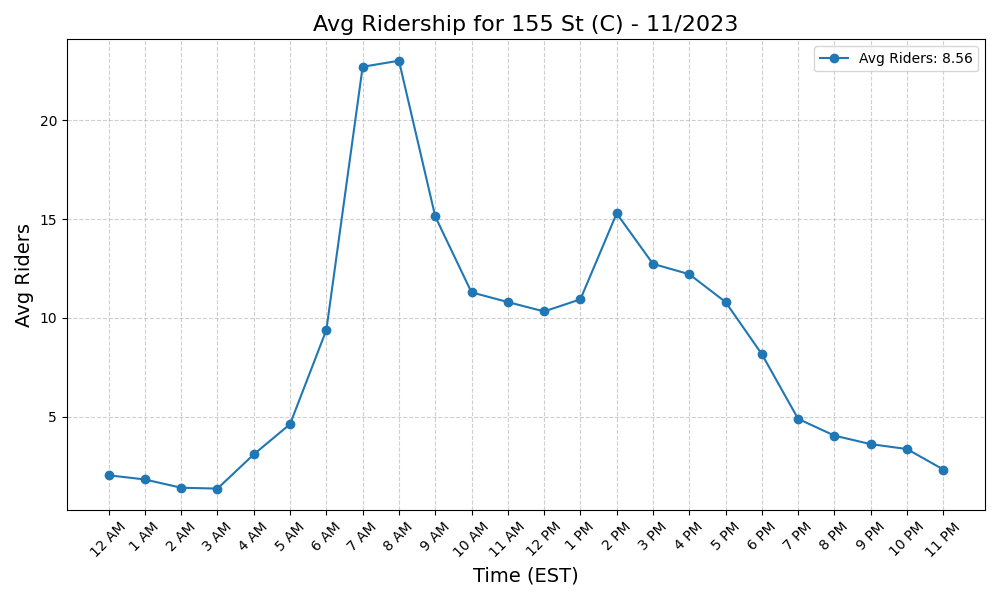 Avg Ridership for 155 St (C) - 11/2023
Avg Riders: 8.56
Avg Riders
20
15
10
5
12 AM
1 AM
2 AM
3 AM
4 AM
5 AM
6 AM
7 AM
8 AM
9 AM
10 AM
11 AM
12 PM
1 PM
2 PM
3 PM
4 PM
5 PM
6 PM
7 PM
8 PM
9 PM
10 PM
11 PM
Time (EST)